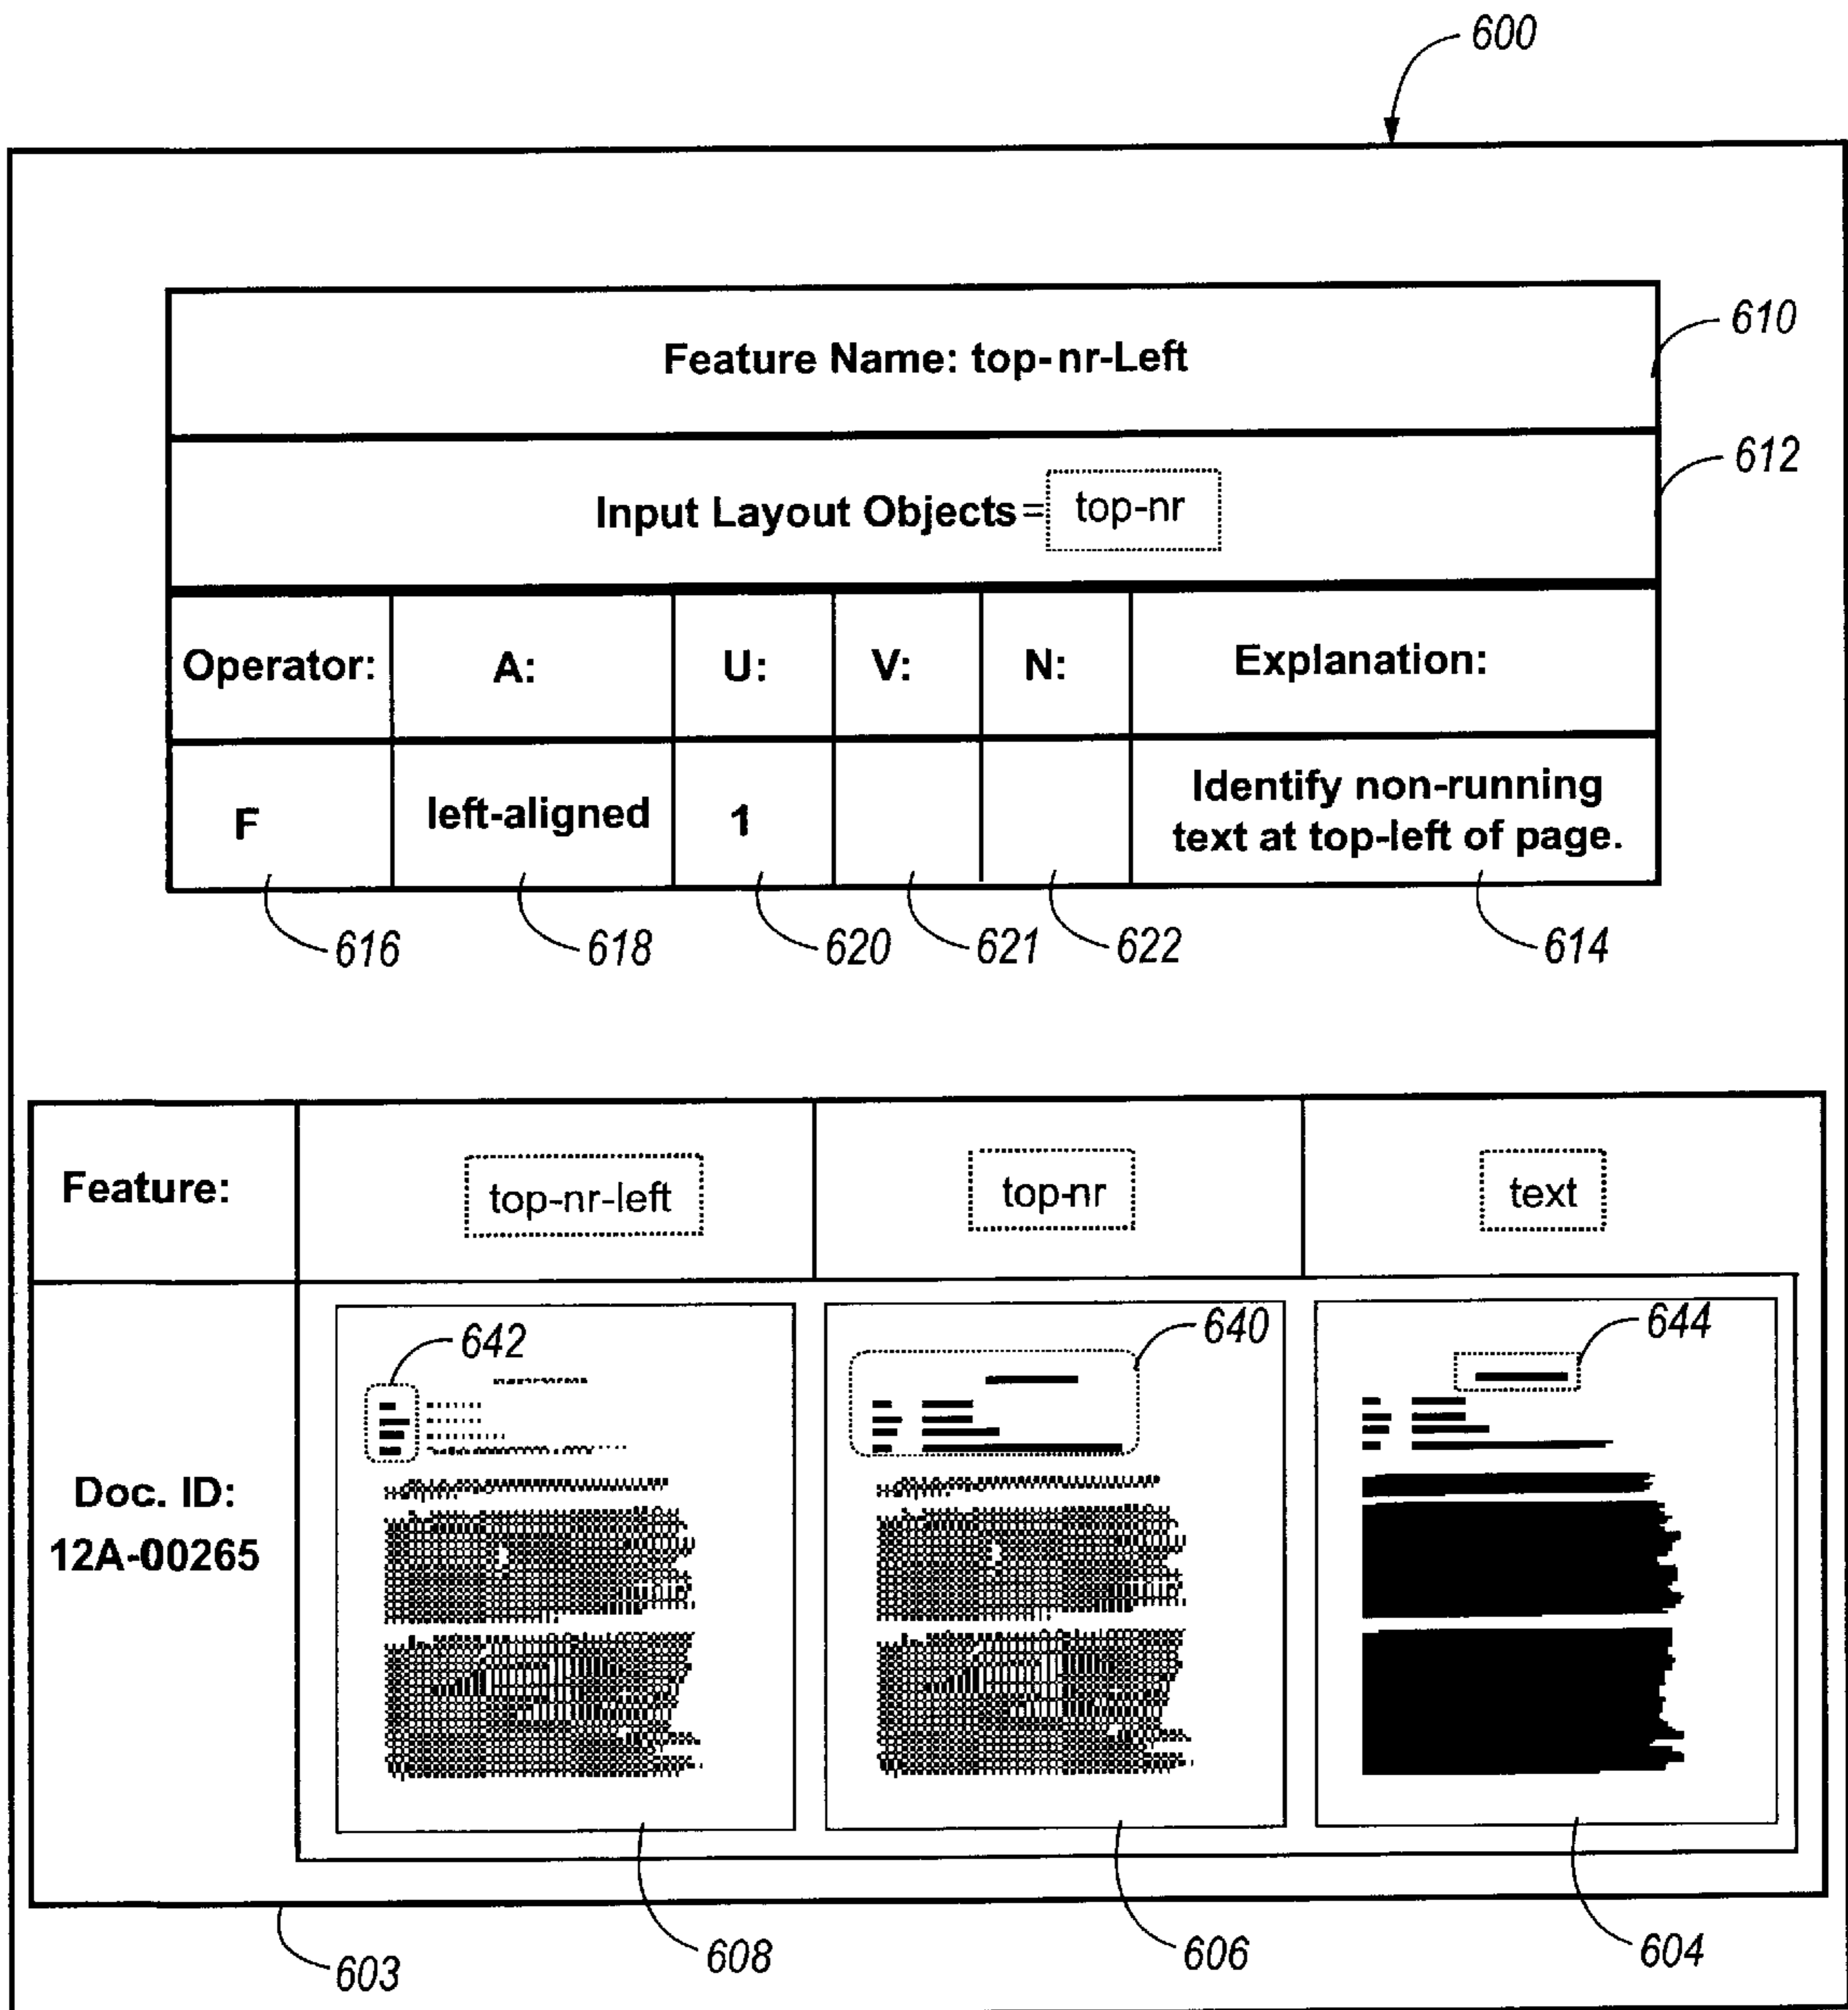 600
Feature Name: top-nr-Left
610
Input Layout Objects= top-nr
612
Operator: A: U: V: N: Explanation:
F left-aligned 1 Identify non-running
text at top-left of page.
616 618 620 621 622 614
Feature: top-nr-left top-nr text
642 640 644
Doc. ID:
12A-00265
603 608 606 604